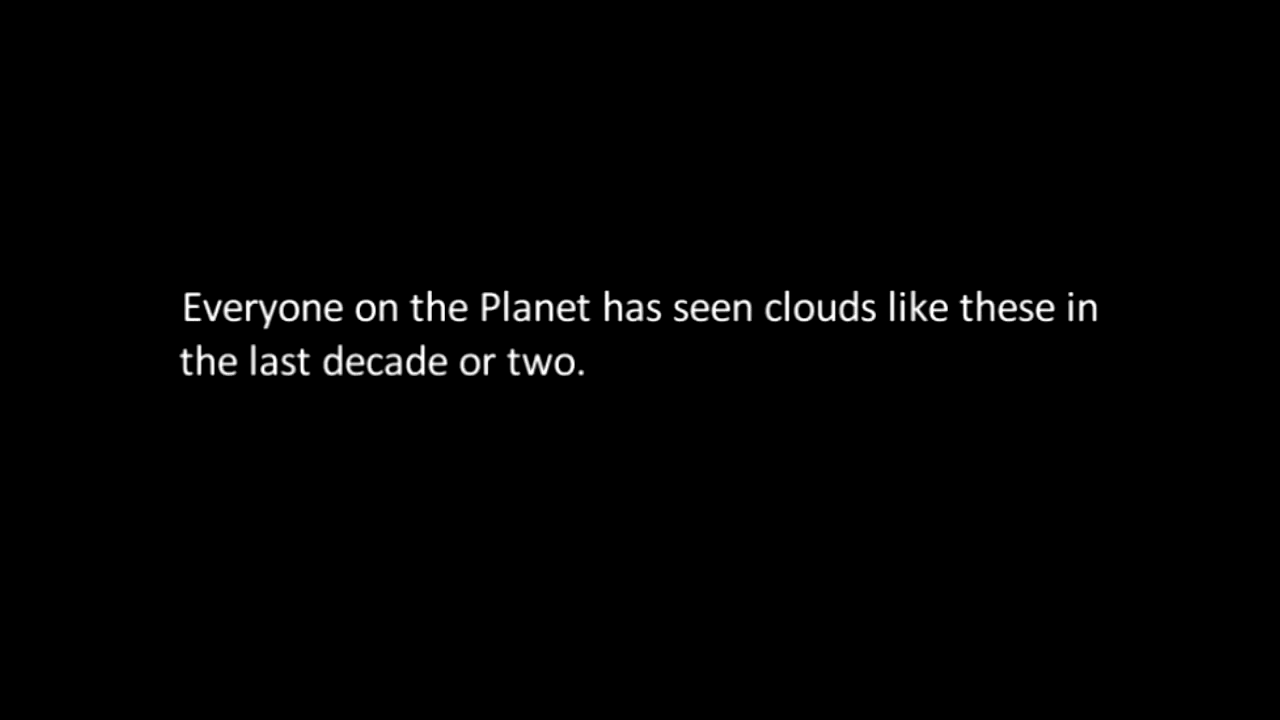 Everyone on the Planet has seen clouds like these in
the last decade or two.